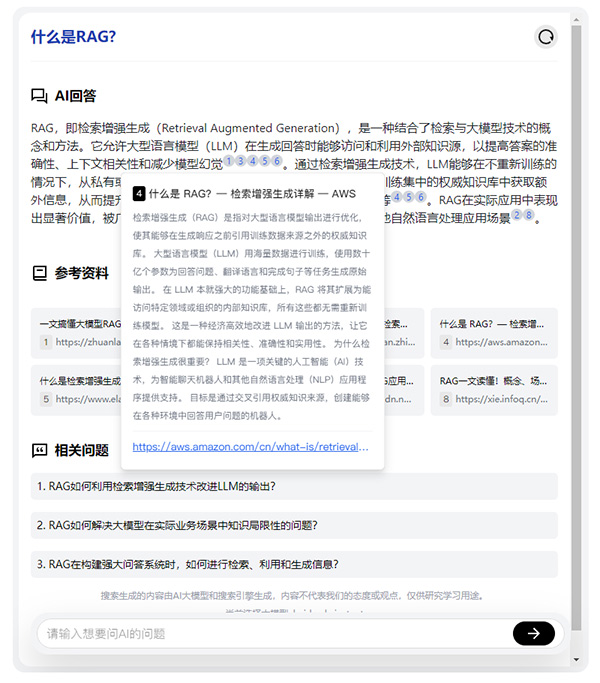 什么是RAG?
AI回答
RAG，即检索增强生成（Retrieval Augmented Generation），是一种结合了检索与大模型技术的概
念和方法。它允许大型语言模型（LLM）在生成回答时能够访问和利用外部知识源，以提高答案的准
确性、上下文相关性和减少模型幻觉 1 3 4 5 6 。通过检索增强生成技术，LLM能够在不重新训练的
情况下，从私有或 训练集中的权威知识库中获取额
外信息，从而提升 等 4 5 6 。RAG在实际应用中表现
出显著价值，被广 他自然语言处理应用场景 2 8 。
4 什么是 RAG？— 检索增强生成详解 — AWS
检索增强生成（RAG）是指对大型语言模型输出进行优化，
使其能够在生成响应之前引用训练数据来源之外的权威知识
库。 大型语言模型（LLM）用海量数据进行训练，使用数十
亿个参数为回答问题、翻译语言和完成句子等任务生成原始
输出。 在 LLM 本就强大的功能基础上，RAG 将其扩展为能
访问特定领域或组织的内部知识库，所有这些都无需重新训
练模型。 这是一种经济高效地改进 LLM 输出的方法，让它
在各种情境下都能保持相关性、准确性和实用性。 为什么检
索增强生成很重要？ LLM 是一项关键的人工智能（AI）技
术，为智能聊天机器人和其他自然语言处理（NLP）应用程
序提供支持。 目标是通过交叉引用权威知识来源，创建能够
在各种环境中回答用户问题的机器人。
https://aws.amazon.com/cn/what-is/retrieval...
参考资料
一文搞懂大模型RAG 检索... 什么是 RAG？— 检索增...
1 https://zhuanla an.zhi... 4 https://aws.amazon...
什么是检索增强生成 G应用... RAG一文读懂！概念、场...
5 https://www.ela dn.n... 8 https://xie.infoq.cn/...
相关问题
1. RAG如何利用检索增强生成技术改进LLM的输出？
2. RAG如何解决大模型在实际业务场景中知识局限性的问题？
3. RAG在构建强大问答系统时，如何进行检索、利用和生成信息？
搜索生成的内容由AI大模型和搜索引擎生成，内容不代表我们的态度或观点，仅供研究学习用途。
请输入想要问AI的问题